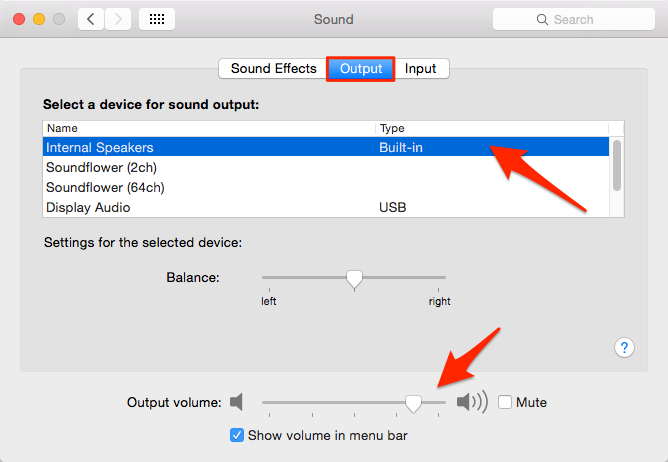 Sound
Search
Sound Effects Output Input
Select a device for sound output:
Name Type
Internal Speakers Built-in
Soundflower (2ch)
Soundflower (64ch)
Display Audio USB
Settings for the selected device:
Balance:
left right
?
Output volume: Mute
Show volume in menu bar